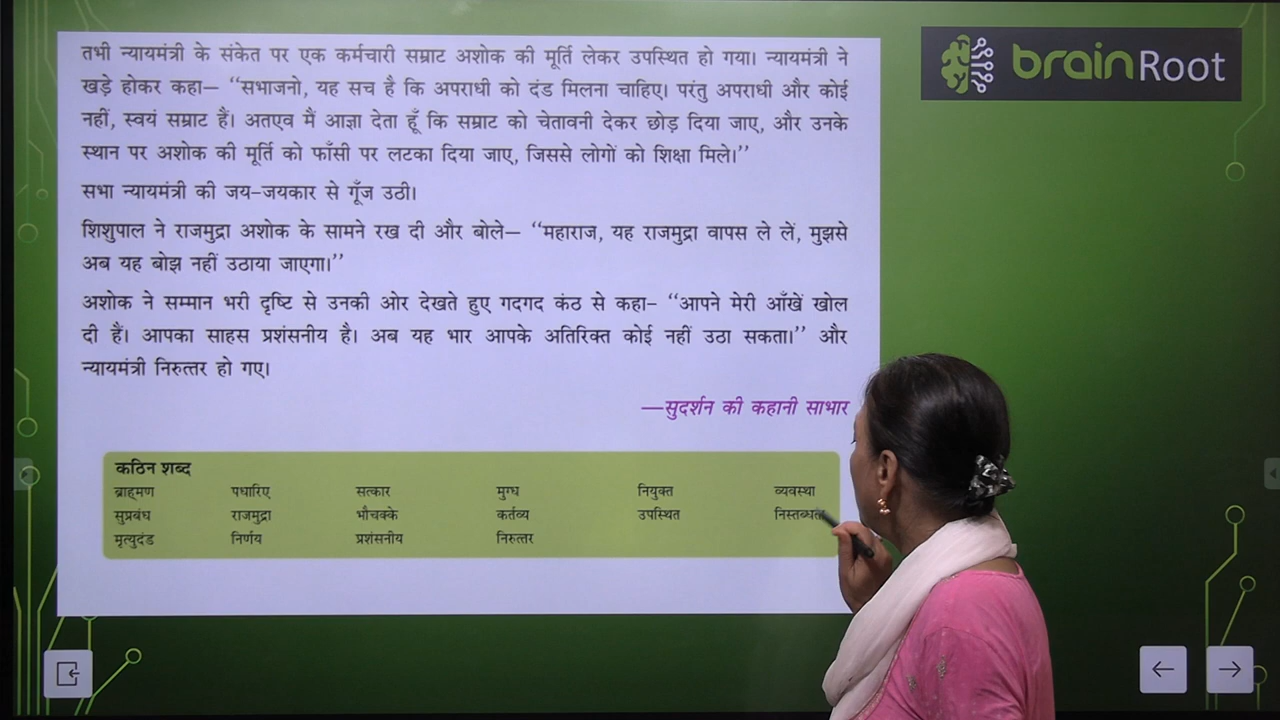 तभी न्यायमंत्री के संकेत पर एक कर्मचारी सम्राट अशोक की मूर्ति लेकर उपस्थित हो गया। न्यायमंत्री ने
खड़े होकर कहा— ‘‘सभाजनो, यह सच है कि अपराधी को दंड मिलना चाहिए। परंतु अपराधी और कोई
नहीं, स्वयं सम्राट हैं। अतएव मैं आज्ञा देता हूँ कि सम्राट को चेतावनी देकर छोड़ दिया जाए, और उनके
स्थान पर अशोक की मूर्ति को फाँसी पर लटका दिया जाए, जिससे लोगों को शिक्षा मिले।’’
सभा न्यायमंत्री की जय-जयकार से गूँज उठी।
शिशुपाल ने राजमुद्रा अशोक के सामने रख दी और बोले— ‘‘महाराज, यह राजमुद्रा वापस ले लें, मुझसे
अब यह बोझ नहीं उठाया जाएगा।’’
अशोक ने सम्मान भरी दृष्टि से उनकी ओर देखते हुए गदगद कंठ से कहा- ‘‘आपने मेरी आँखें खोल
दी हैं। आपका साहस प्रशंसनीय है। अब यह भार आपके अतिरिक्त कोई नहीं उठा सकता।’’ और
न्यायमंत्री निरुत्तर हो गए।
—सुदर्शन की कहानी साभार
कठिन शब्द
ब्राह्मण पधारिए सत्कार मुग्ध नियुक्त व्यवस्था
सुप्रबंध राजमुद्रा भौचक्के कर्तव्य उपस्थित
मृत्युदंड निर्णय प्रशंसनीय निरुत्तर
brainRoot